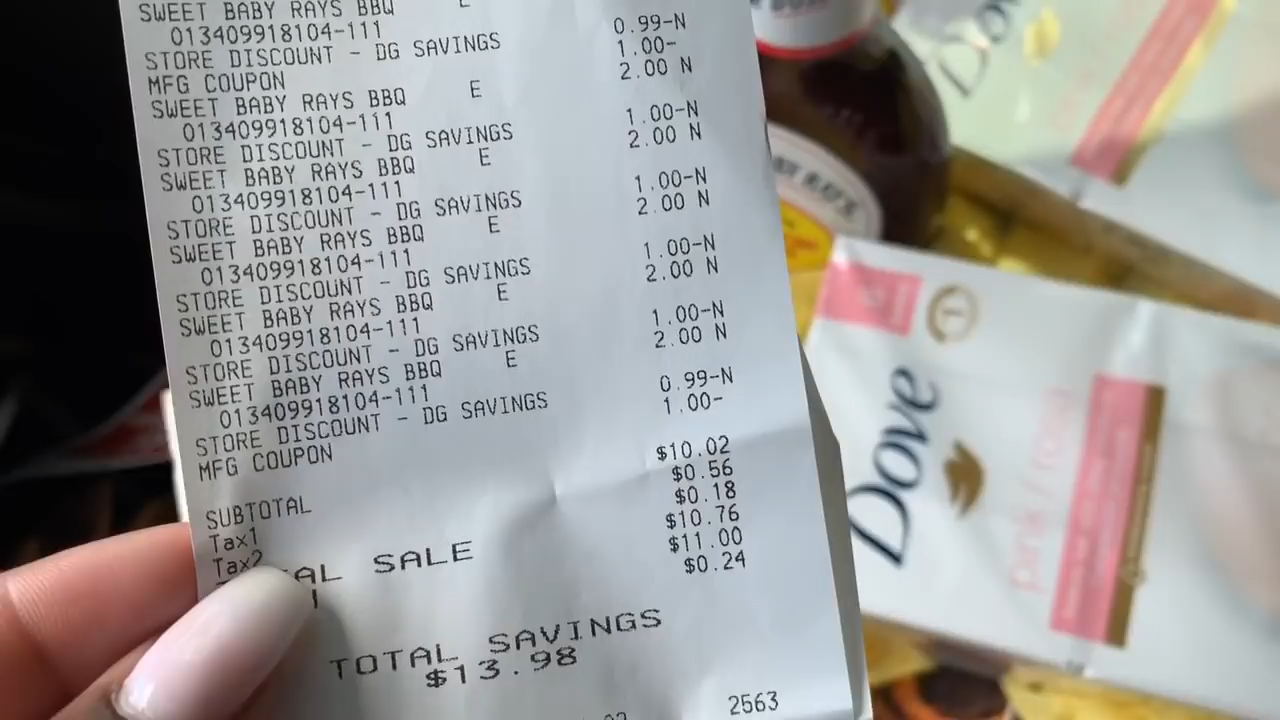 SWEET BABY RAYS BBQ E
013409918104-111
STORE DISCOUNT - DG SAVINGS 0.99-N
MFG COUPON 1.00-
SWEET BABY RAYS BBQ E 2.00 N
013409918104-111
STORE DISCOUNT - DG SAVINGS 1.00-N
SWEET BABY RAYS BBQ E 2.00 N
013409918104-111
STORE DISCOUNT - DG SAVINGS 1.00-N
SWEET BABY RAYS BBQ E 2.00 N
013409918104-111
STORE DISCOUNT - DG SAVINGS 1.00-N
SWEET BABY RAYS BBQ E 2.00 N
013409918104-111
STORE DISCOUNT - DG SAVINGS 1.00-N
SWEET BABY RAYS BBQ E 2.00 N
013409918104-111
STORE DISCOUNT - DG SAVINGS 0.99-N
MFG COUPON 1.00-
SUBTOTAL $10.02
Tax1 $0.56
Tax2 $0.18
AL SALE $10.76
$11.00
$0.24
TOTAL SAVINGS
$13.98
2563
Dove
pink / rosa
Dove